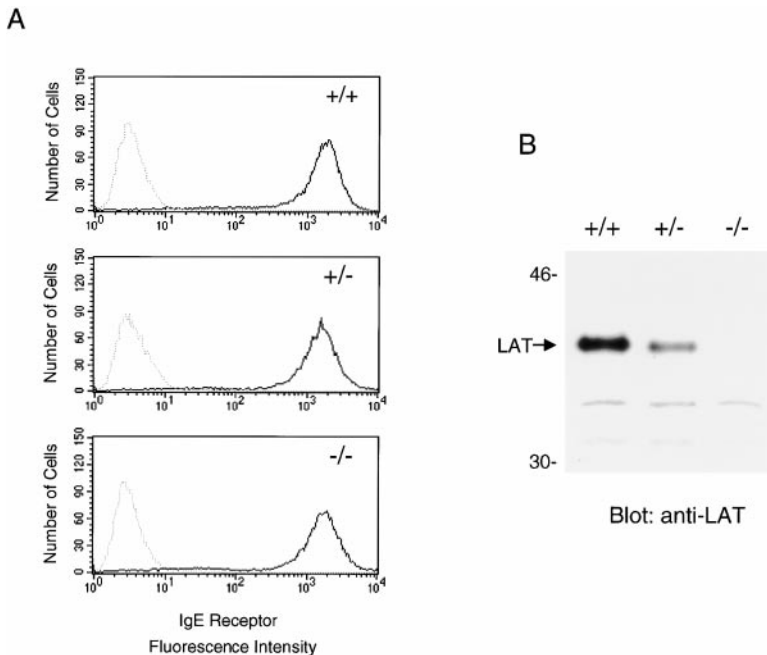 A
Number of Cells
150
120
90
60
30
0
+/+
10⁰ 10¹ 10² 10³ 10⁴
Number of Cells
150
120
90
60
30
0
+/-
10⁰ 10¹ 10² 10³ 10⁴
Number of Cells
150
120
90
60
30
0
-/-
10⁰ 10¹ 10² 10³ 10⁴
IgE Receptor
Fluorescence Intensity
B
+/+ +/- -/-
46-
LAT
30-
Blot: anti-LAT